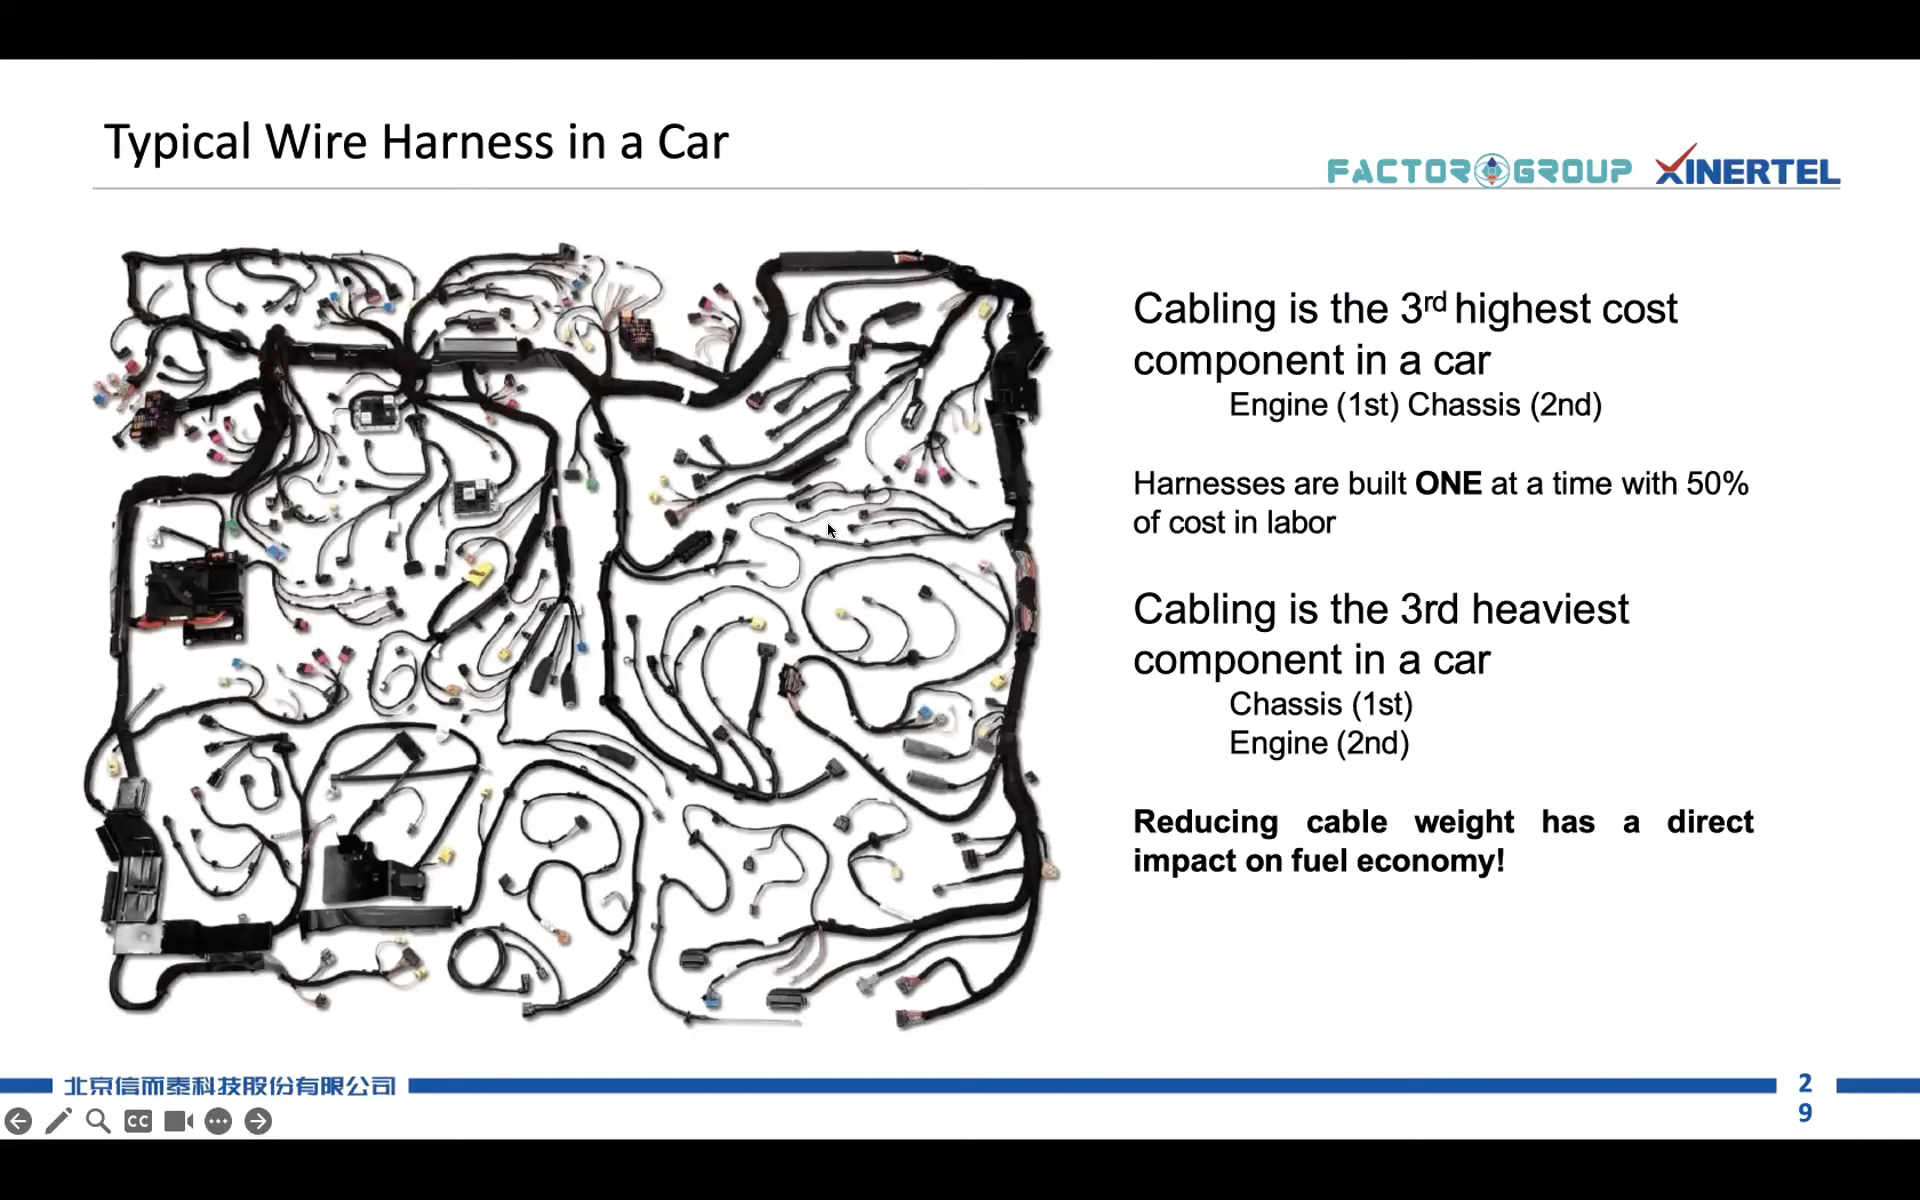 Typical Wire Harness in a Car
FACTOR GROUP XINERTEL
Cabling is the 3rd highest cost
component in a car
Engine (1st) Chassis (2nd)
Harnesses are built ONE at a time with 50%
of cost in labor
Cabling is the 3rd heaviest
component in a car
Chassis (1st)
Engine (2nd)
Reducing cable weight has a direct
impact on fuel economy!
北京信而泰科技股份有限公司
2
9
CC